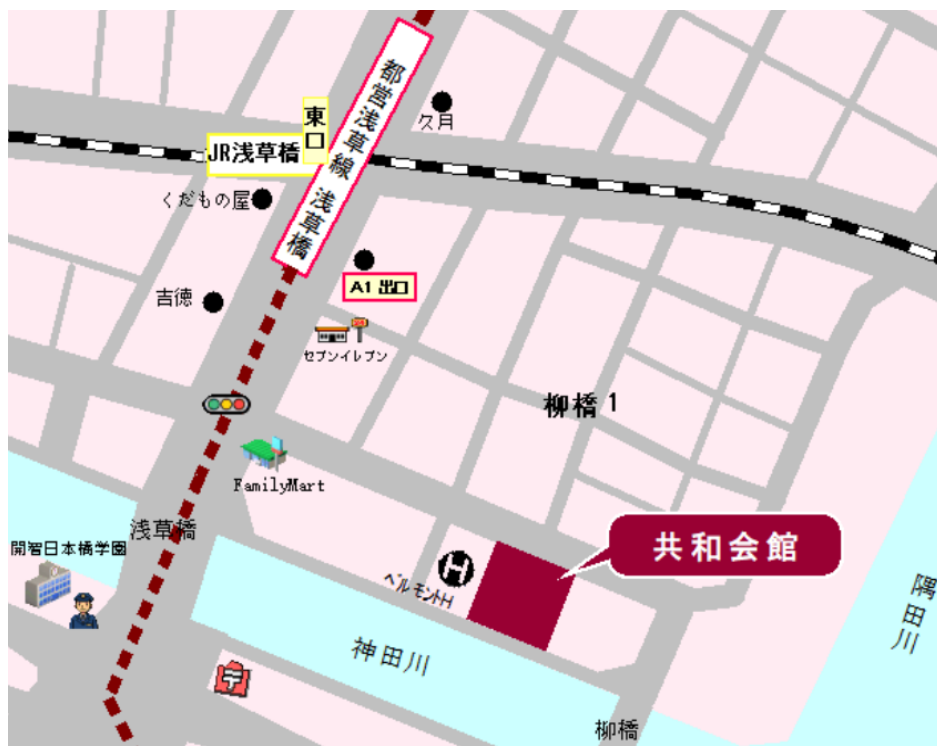 都営浅草線 浅草橋
東口
久月
JR浅草橋
くだもの屋
A1 出口
吉徳
セブンイレブン
柳橋 1
FamilyMart
浅草橋
共和会館
開智日本橋学園
H
ベルモントH
隅田川
神田川
〒
柳橋